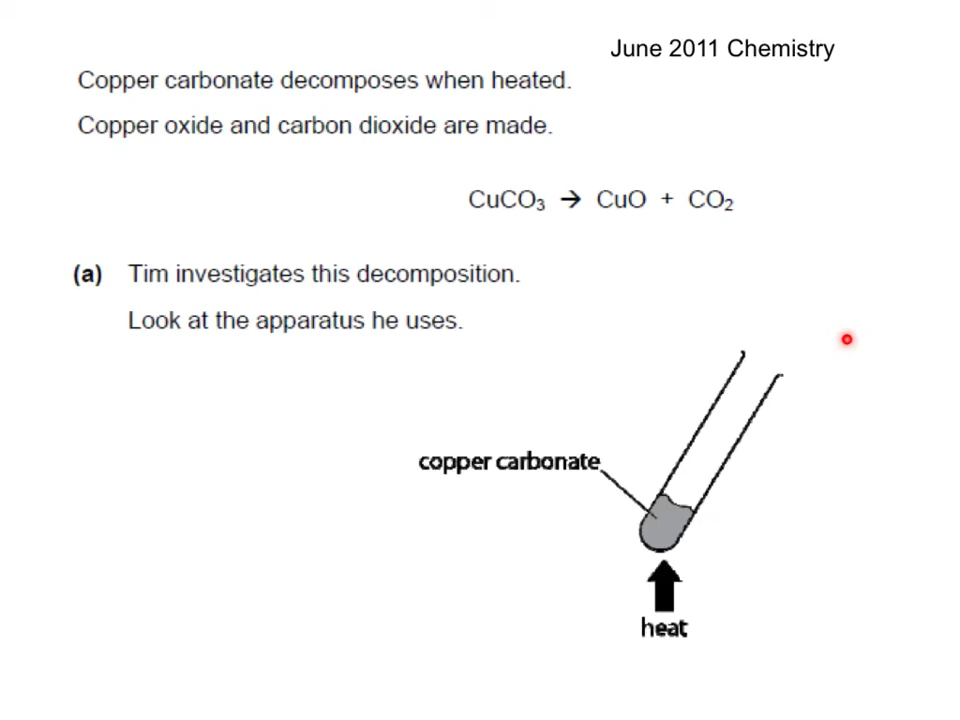 June 2011 Chemistry
Copper carbonate decomposes when heated.
Copper oxide and carbon dioxide are made.
CuCO₃ → CuO + CO₂
(a) Tim investigates this decomposition.
Look at the apparatus he uses.
copper carbonate
heat